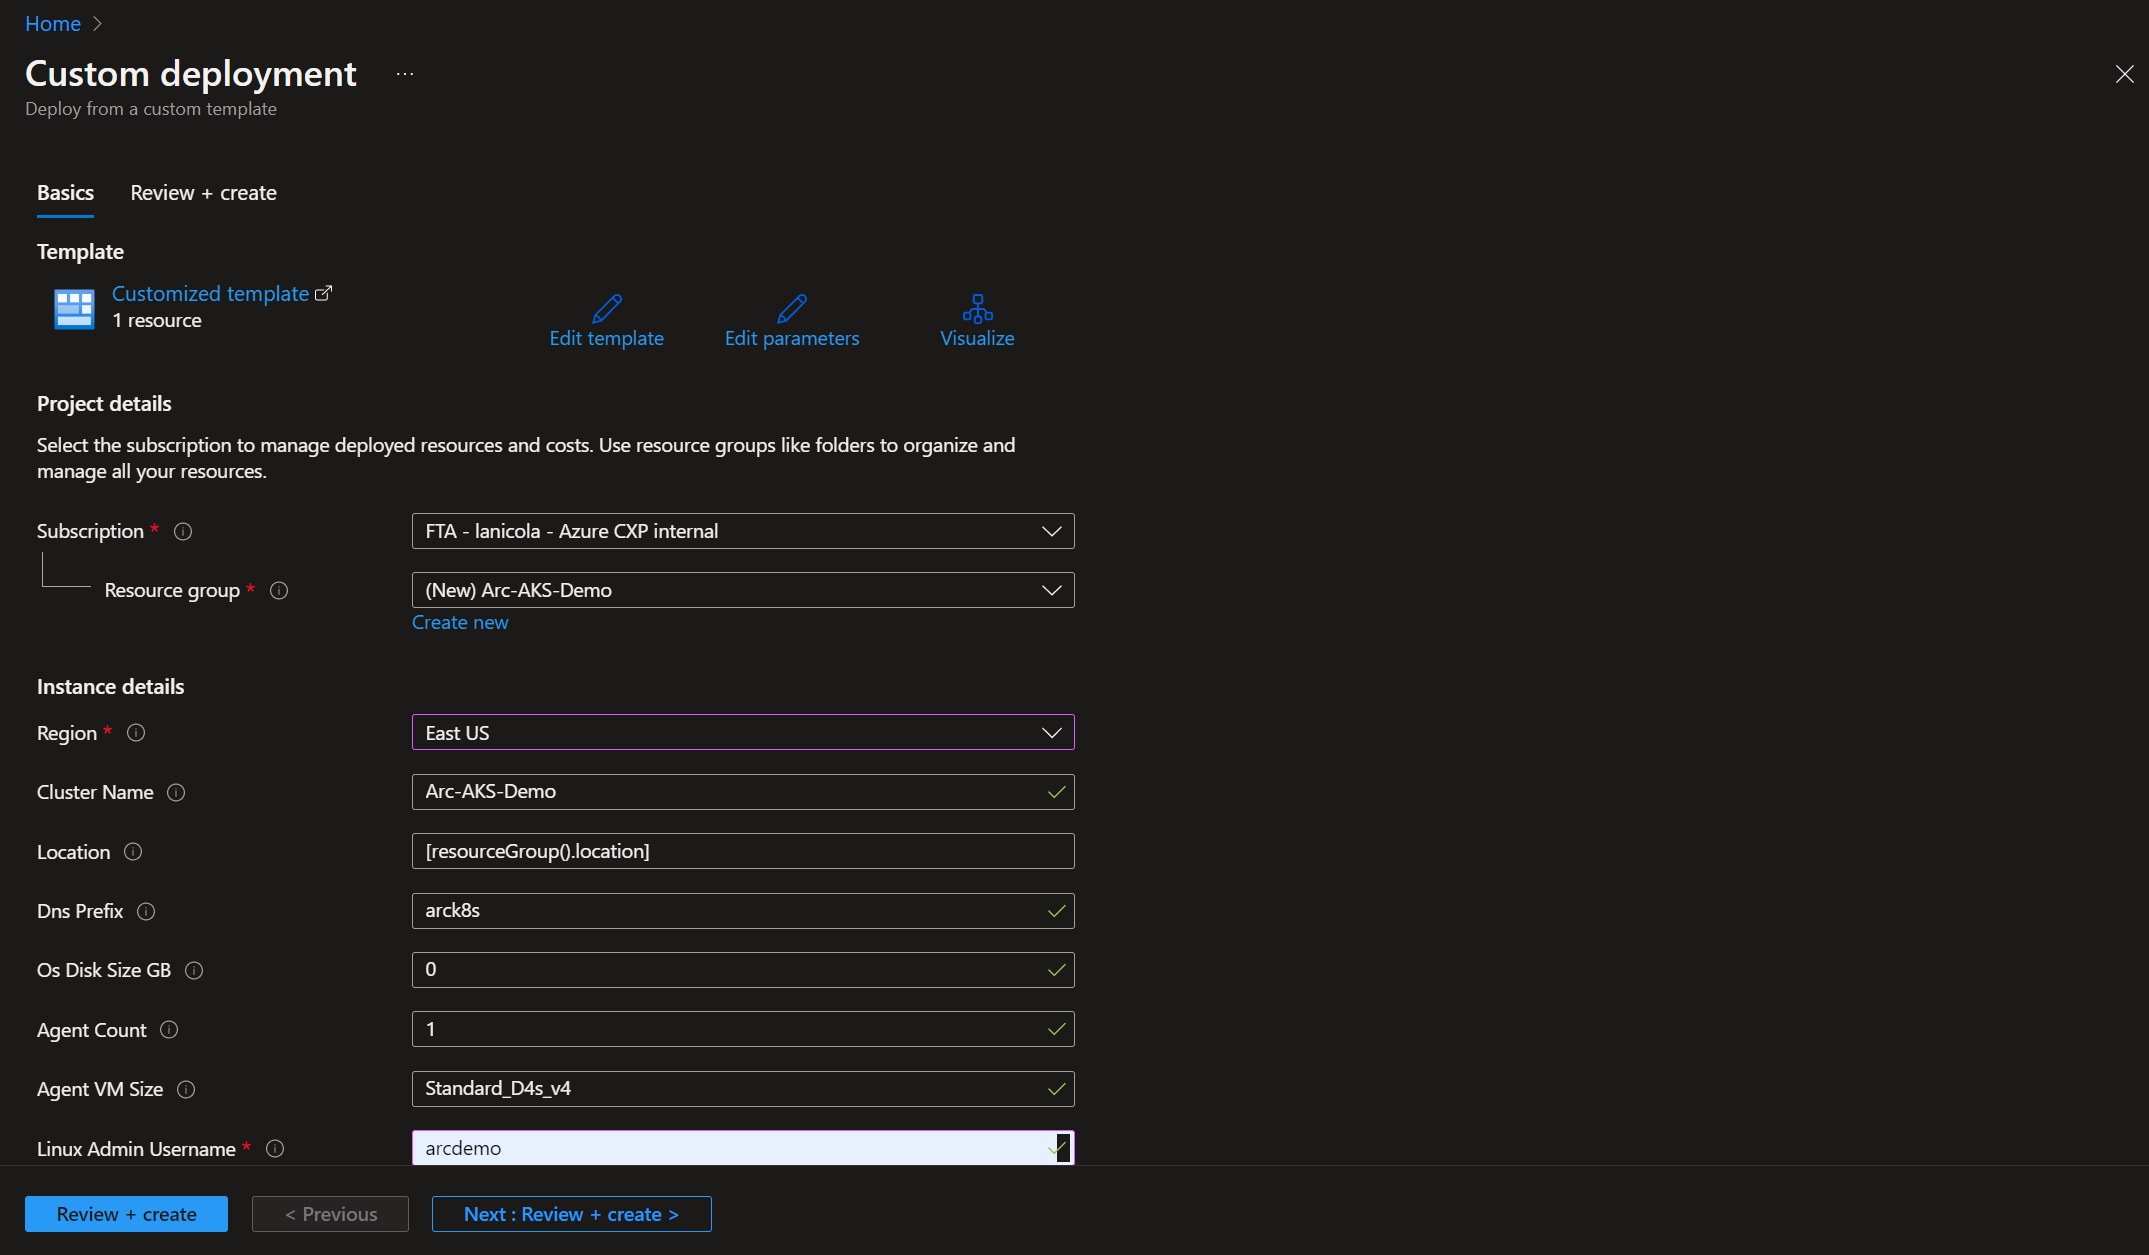 Home >
Custom deployment ...
Deploy from a custom template
Basics Review + create
Template
Customized template
1 resource
Edit template Edit parameters Visualize
Project details
Select the subscription to manage deployed resources and costs. Use resource groups like folders to organize and
manage all your resources.
Subscription * FTA - lanicola - Azure CXP internal
Resource group * (New) Arc-AKS-Demo
Create new
Instance details
Region * East US
Cluster Name Arc-AKS-Demo
Location [resourceGroup().location]
Dns Prefix arck8s
Os Disk Size GB 0
Agent Count 1
Agent VM Size Standard_D4s_v4
Linux Admin Username * arcdemo
Review + create < Previous Next : Review + create >